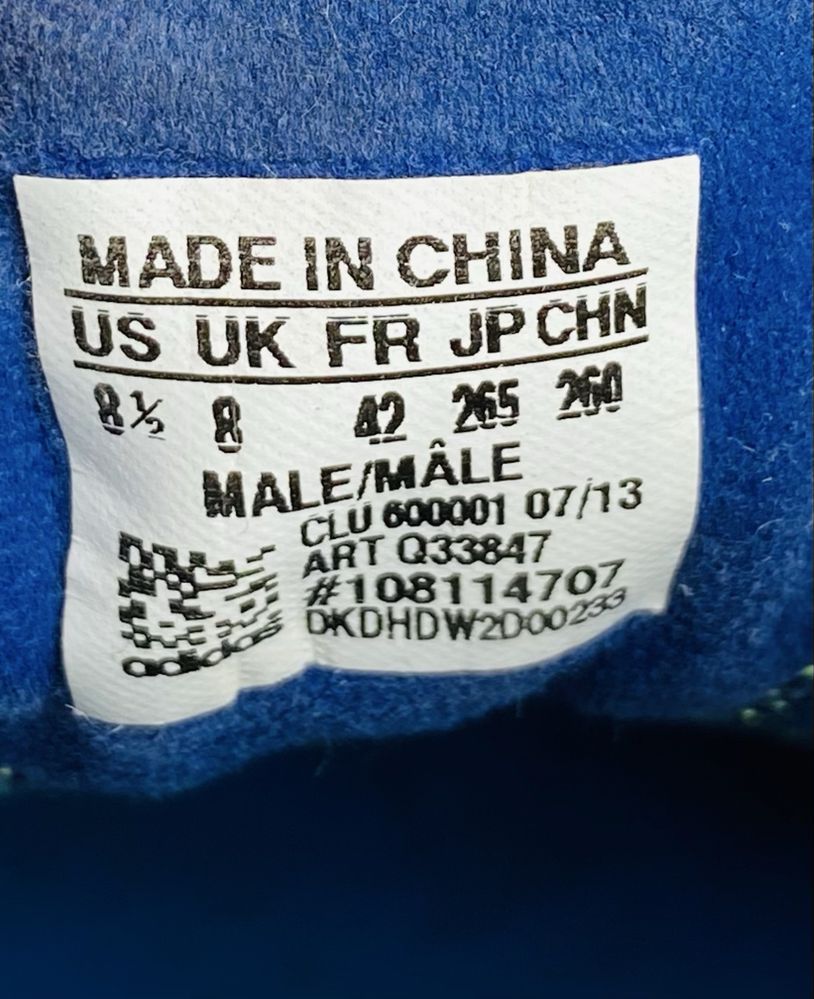 MADE IN CHINA
US UK FR JP CHN
8½ 8 42 265 260
MALE/MÂLE
CLU 600001 07/13
ART Q33847
#108114707
DKDHDW2D00233
adidas